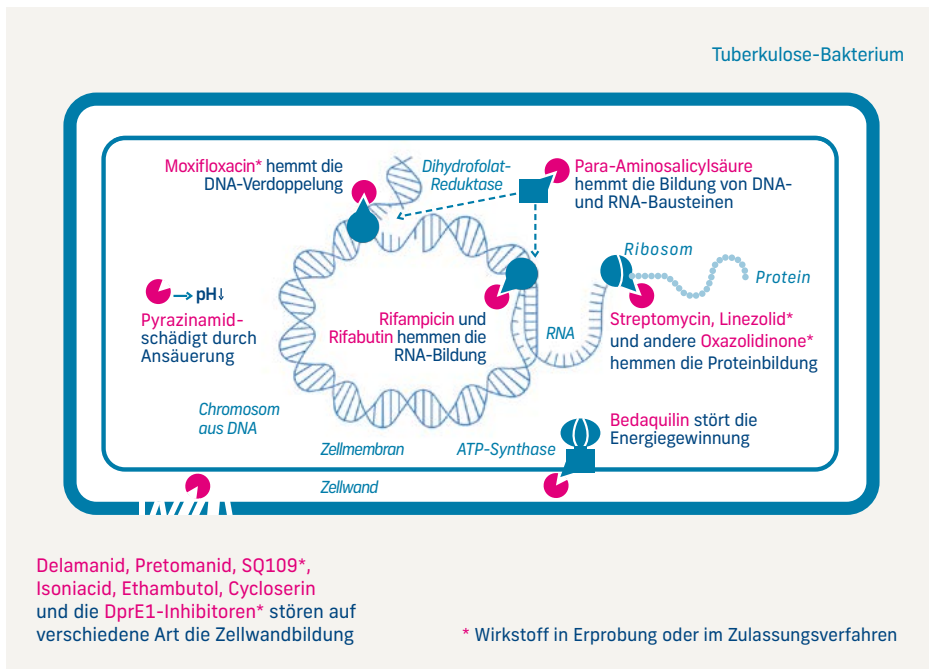 Tuberkulose-Bakterium
Moxifloxacin* hemmt die
DNA-Verdoppelung
Dihydrofolat-
Reduktase
Para-Aminosalicylsäure
hemmt die Bildung von DNA-
und RNA-Bausteinen
Ribosom
Protein
pH↓
Pyrazinamid-
schädigt durch
Ansäuerung
Rifampicin und
Rifabutin hemmen die
RNA-Bildung
RNA
Streptomycin, Linezolid*
und andere Oxazolidinone*
hemmen die Proteinbildung
Chromosom
aus DNA
Zellmembran
ATP-Synthase
Bedaquilin stört die
Energiegewinnung
Zellwand
Delamanid, Pretomanid, SQ109*,
Isoniacid, Ethambutol, Cycloserin
und die DprE1-Inhibitoren* stören auf
verschiedene Art die Zellwandbildung
* Wirkstoff in Erprobung oder im Zulassungsverfahren